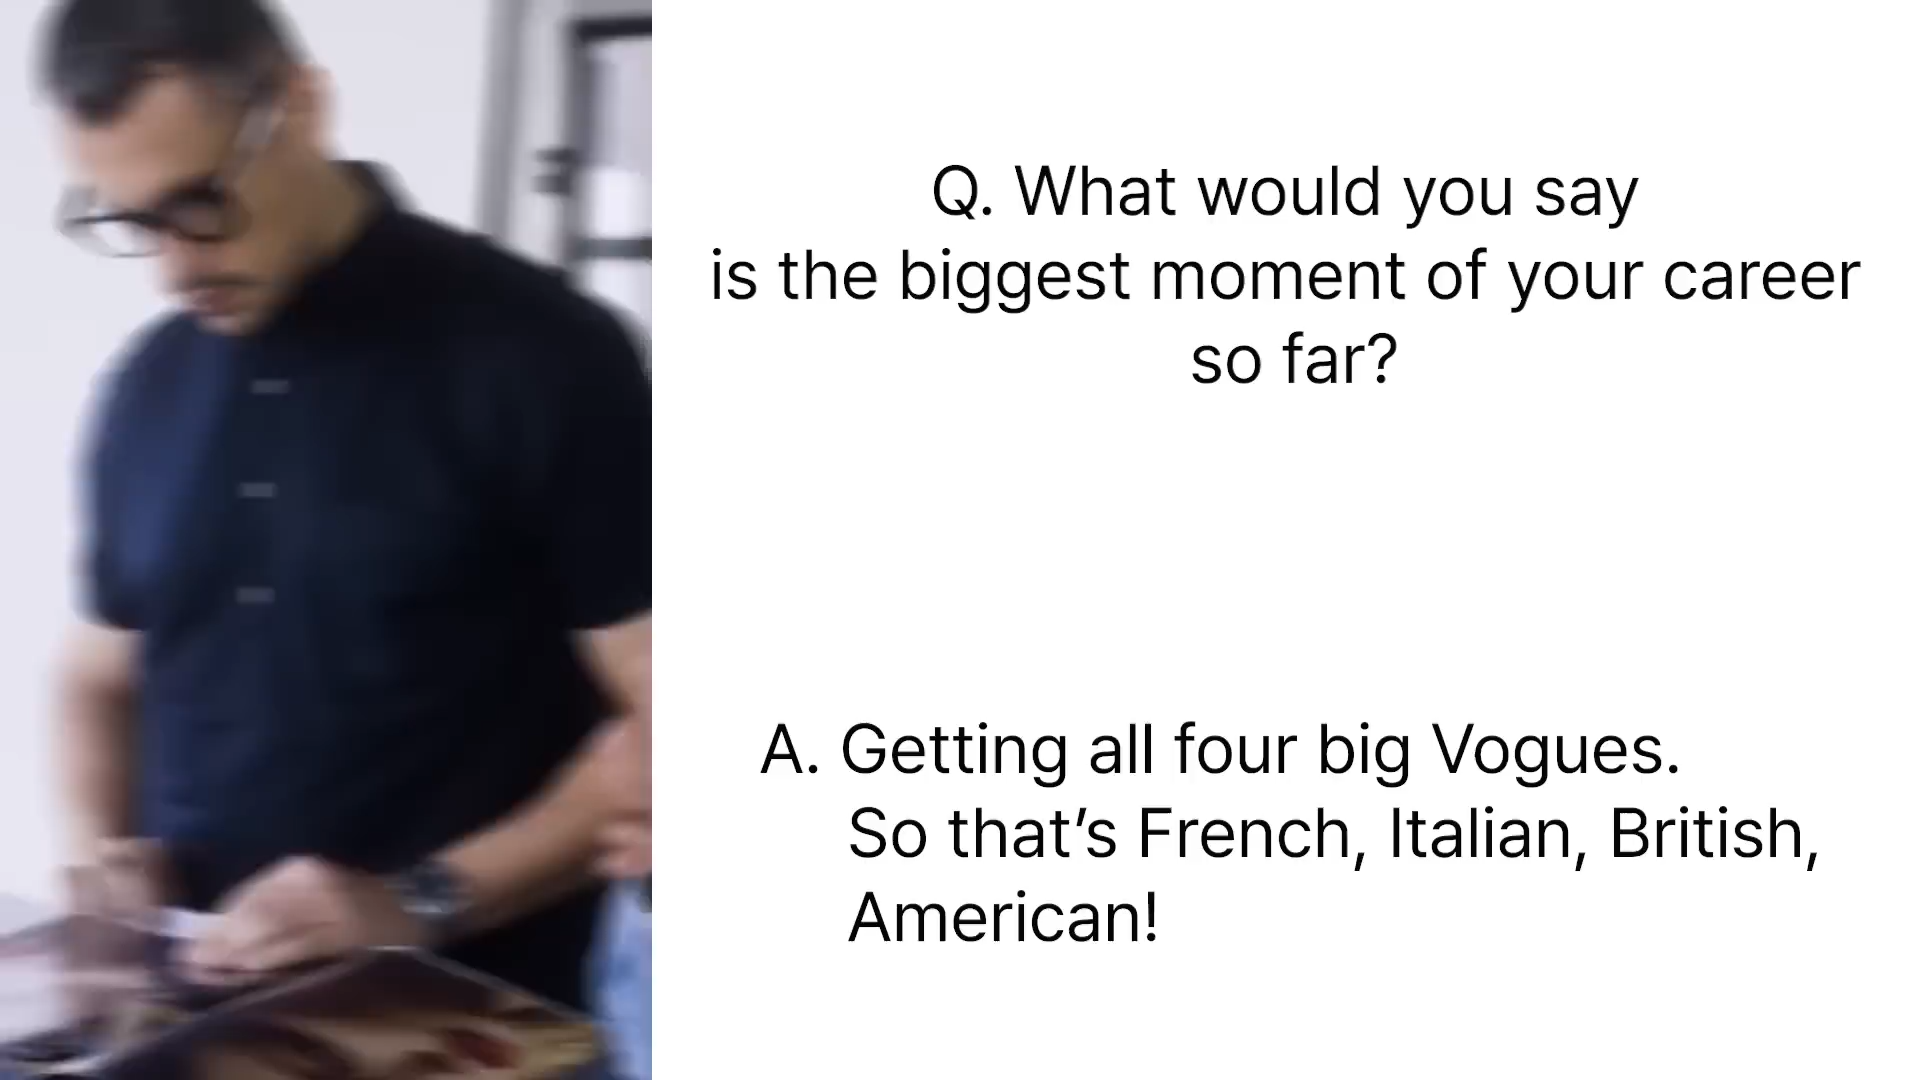 Q. What would you say
is the biggest moment of your career
so far?
A. Getting all four big Vogues.
So that’s French, Italian, British,
American!